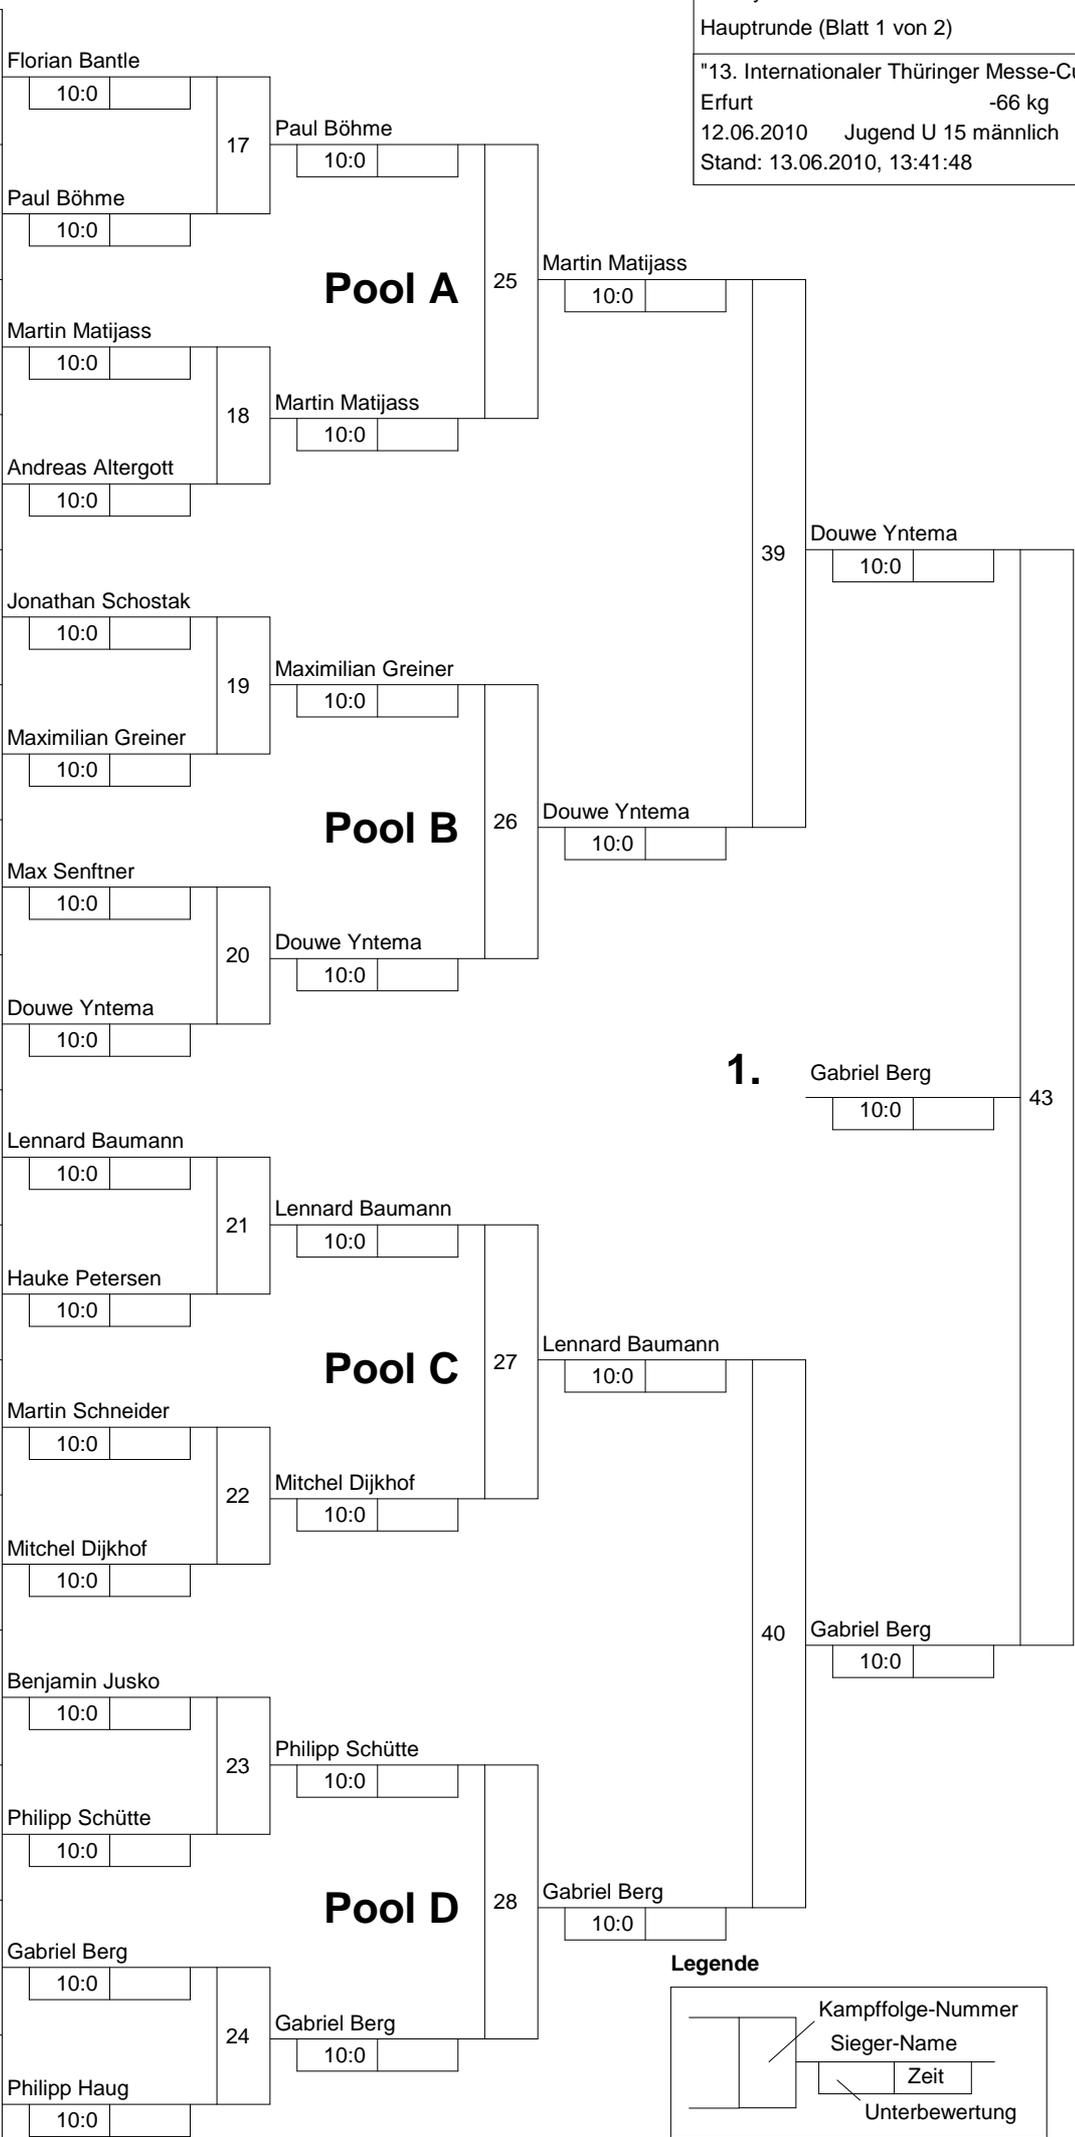 Hauptrunde (Blatt 1 von 2)
"13. Internationaler Thüringer Messe-Cu
Erfurt -66 kg
12.06.2010 Jugend U 15 männlich
Stand: 13.06.2010, 13:41:48
Florian Bantle
10:0
17
Paul Böhme
10:0
Paul Böhme
10:0
Pool A
25
Martin Matijass
10:0
Martin Matijass
10:0
18
Martin Matijass
10:0
Andreas Altergott
10:0
39
Douwe Yntema
10:0
Jonathan Schostak
10:0
19
Maximilian Greiner
10:0
Maximilian Greiner
10:0
Pool B
26
Douwe Yntema
10:0
Max Senftner
10:0
20
Douwe Yntema
10:0
Douwe Yntema
10:0
1.
Gabriel Berg
10:0
43
Lennard Baumann
10:0
21
Lennard Baumann
10:0
Hauke Petersen
10:0
Pool C
27
Lennard Baumann
10:0
Martin Schneider
10:0
22
Mitchel Dijkhof
10:0
Mitchel Dijkhof
10:0
40
Gabriel Berg
10:0
Benjamin Jusko
10:0
23
Philipp Schütte
10:0
Philipp Schütte
10:0
Pool D
28
Gabriel Berg
10:0
Gabriel Berg
10:0
24
Gabriel Berg
10:0
Philipp Haug
10:0
Legende
Kampffolge-Nummer
Sieger-Name
Zeit
Unterbewertung